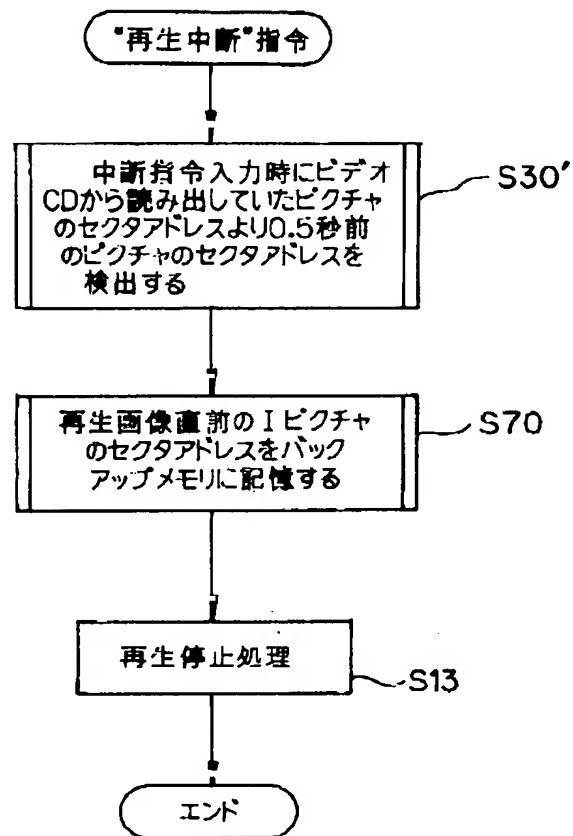 “再生中断”指令
中断指令入力時にビデオ
CDから読み出していたピクチャ
のセクタアドレスより0.5秒前
のピクチャのセクタアドレスを
検出する
S30′
再生画像直前のIピクチャ
のセクタアドレスをバック
アップメモリに記憶する
S70
再生停止処理
S13
エンド